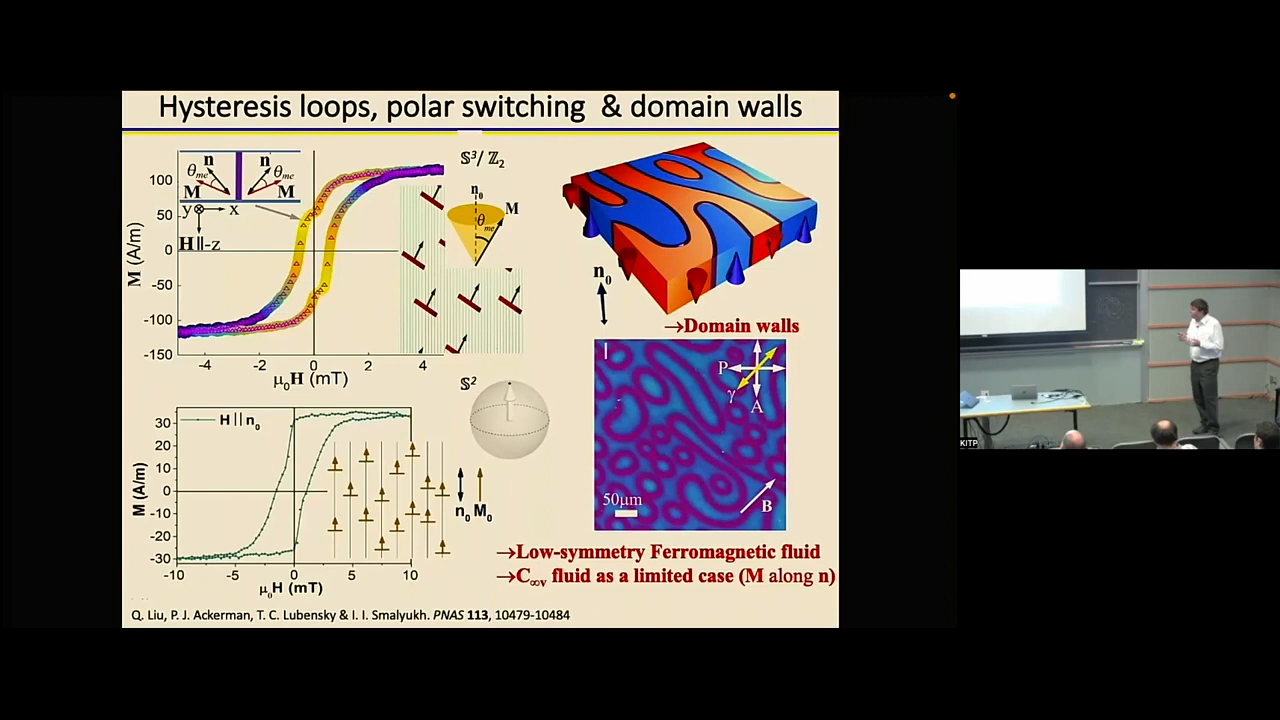 Hysteresis loops, polar switching & domain walls
n n
θme θme
M M
y x
H||-z
M (A/m)
100
50
0
-50
-100
-150
-4 -2 0 2 4
μ₀H (mT)
𝕊³/ℤ₂
n₀
θme
M
n₀
→Domain walls
𝕊²
H || n₀
M (A/m)
30
20
10
0
-10
-20
-30
-10 -5 0 5 10
μ₀H (mT)
n₀ M₀
P
A
γ
50μm
B
→Low-symmetry Ferromagnetic fluid
→C∞v fluid as a limited case (M along n)
Q. Liu, P. J. Ackerman, T. C. Lubensky & I. I. Smalyukh. PNAS 113, 10479-10484
KITP